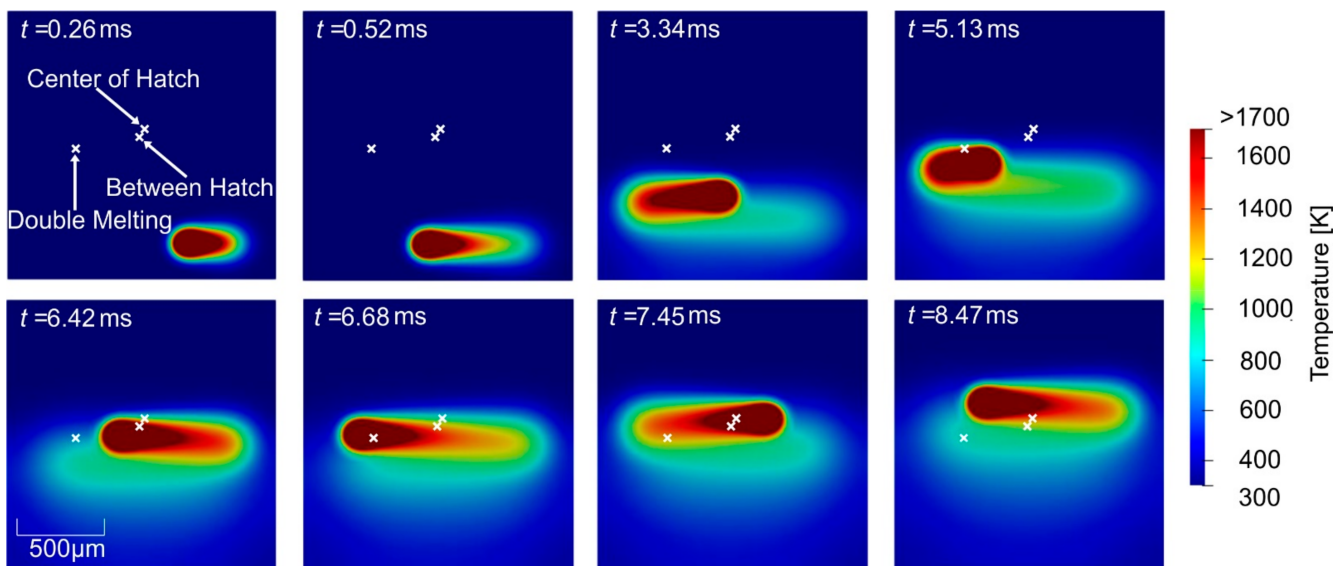 t =0.26 ms
t =0.52 ms
t =3.34 ms
t =5.13 ms
Center of Hatch
Between Hatch
Double Melting
>1700
1600
1400
1200
1000
800
600
400
300
Temperature [K]
t =6.42 ms
t =6.68 ms
t =7.45 ms
t =8.47 ms
500μm